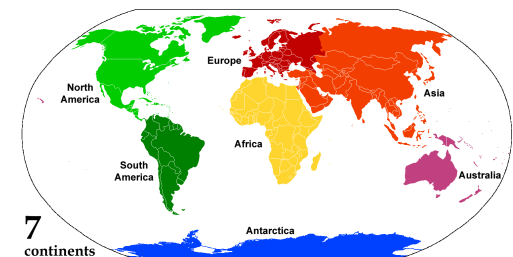 Europe
North
America
Asia
Africa
South
America
Australia
Antarctica
7
continents